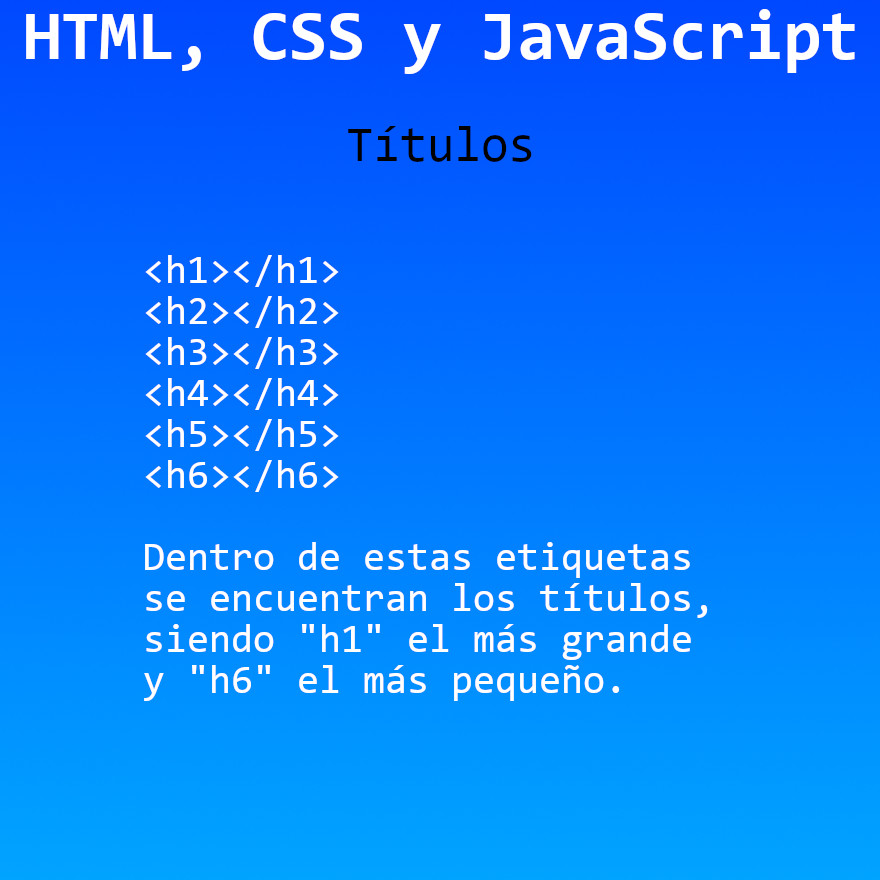 HTML, CSS y JavaScript
Títulos
<h1></h1>
<h2></h2>
<h3></h3>
<h4></h4>
<h5></h5>
<h6></h6>
Dentro de estas etiquetas
se encuentran los títulos,
siendo "h1" el más grande
y "h6" el más pequeño.